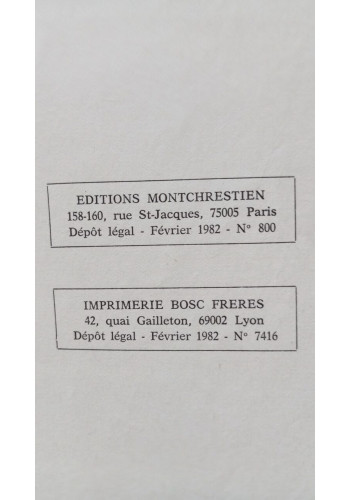 EDITIONS MONTCHRESTIEN
158-160, rue St-Jacques, 75005 Paris
Dépôt légal - Février 1982 - N° 800
IMPRIMERIE BOSC FRERES
42, quai Gailleton, 69002 Lyon
Dépôt légal - Février 1982 - N° 7416